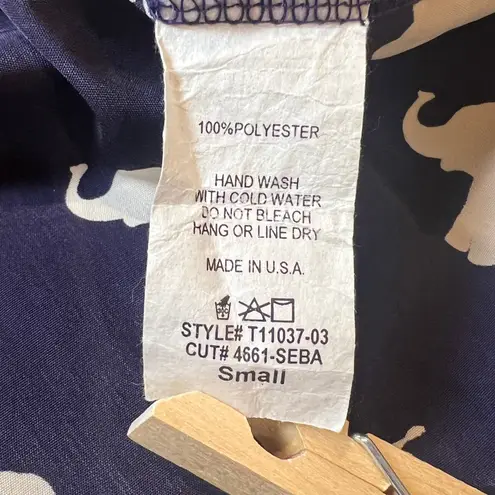 100%POLYESTER
HAND WASH
WITH COLD WATER
DO NOT BLEACH
HANG OR LINE DRY
MADE IN U.S.A.
STYLE# T11037-03
CUT# 4661-SEBA
Small